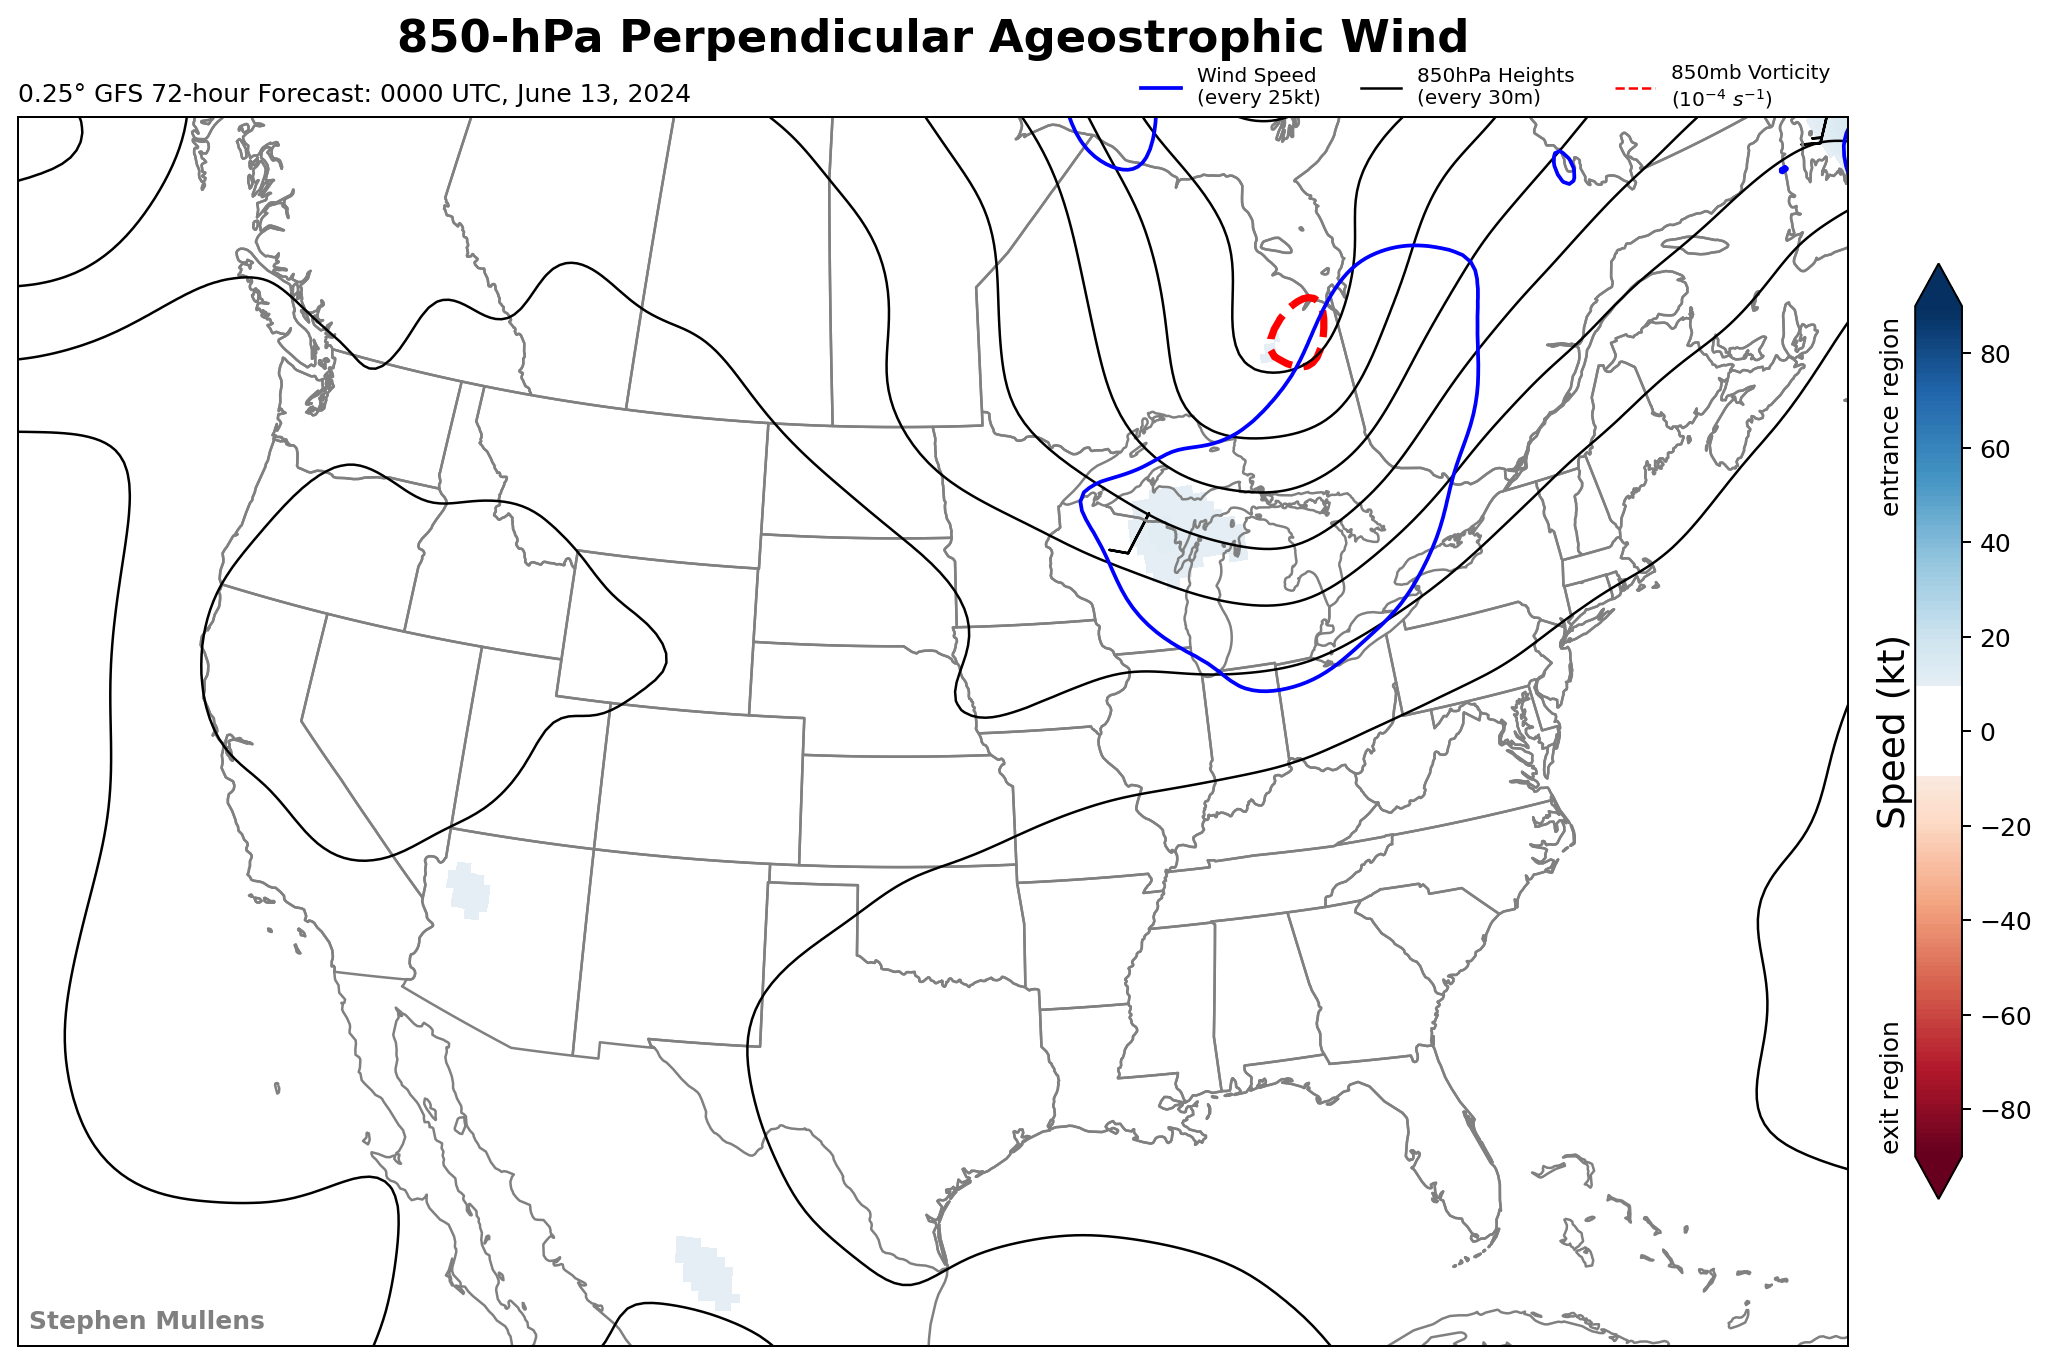 850-hPa Perpendicular Ageostrophic Wind
0.25° GFS 72-hour Forecast: 0000 UTC, June 13, 2024
Wind Speed
(every 25kt)
850hPa Heights
(every 30m)
850mb Vorticity
(10⁻⁴ s⁻¹)
entrance region
Speed (kt)
exit region
80
60
40
20
0
−20
−40
−60
−80
Stephen Mullens